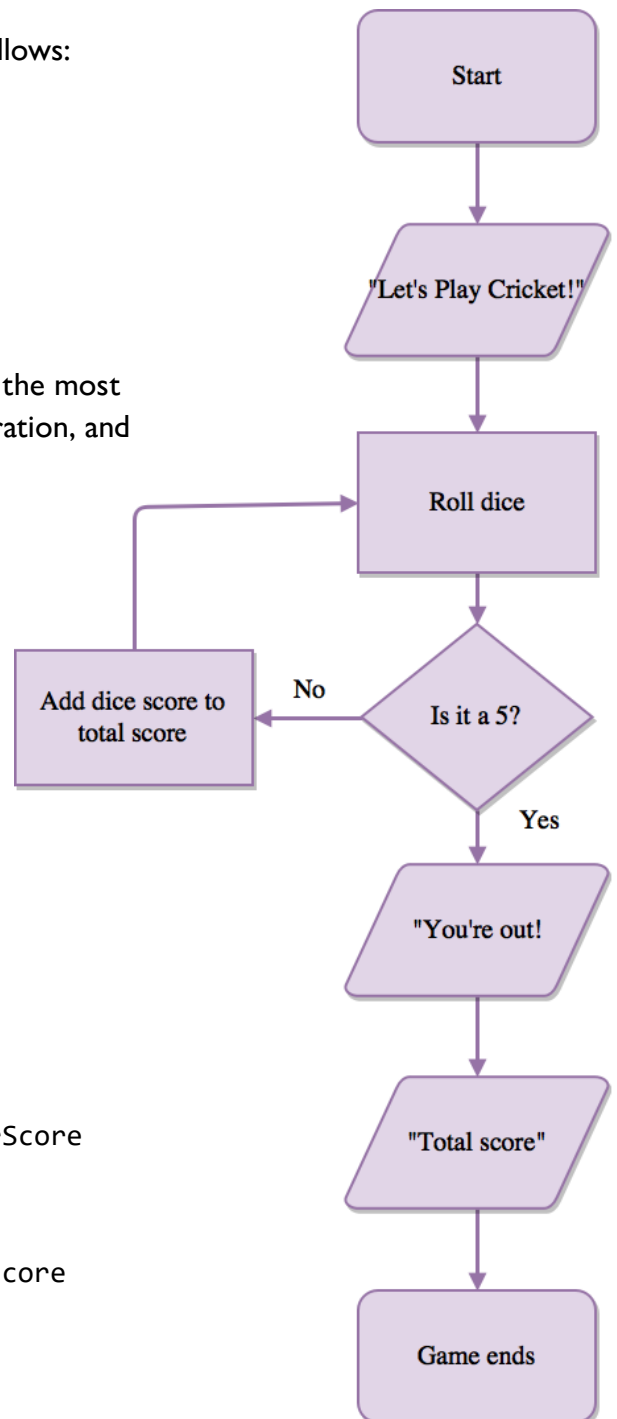 llows:
Start
"Let's Play Cricket!"
the most
ration, and
Roll dice
Add dice score to
total score
No
Is it a 5?
Yes
"You're out!
"Total score"
Score
core
Game ends